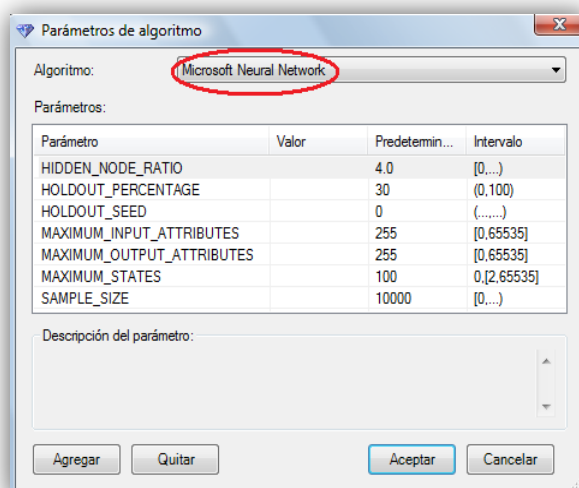 Parámetros de algoritmo
Algoritmo: Microsoft Neural Network
Parámetros:
Parámetro Valor Predetermin... Intervalo
HIDDEN_NODE_RATIO 4.0 [0,...)
HOLDOUT_PERCENTAGE 30 (0,100)
HOLDOUT_SEED 0 (...,...)
MAXIMUM_INPUT_ATTRIBUTES 255 [0,65535]
MAXIMUM_OUTPUT_ATTRIBUTES 255 [0,65535]
MAXIMUM_STATES 100 0,[2,65535]
SAMPLE_SIZE 10000 [0,...)
Descripción del parámetro:
Agregar Quitar Aceptar Cancelar